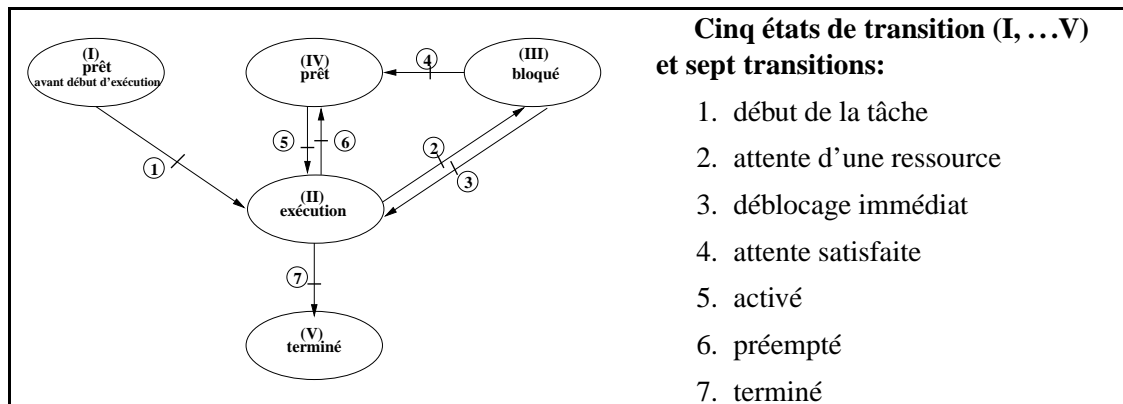 (I)
prêt
avant début d'exécution
(IV)
prêt
(III)
bloqué
4
5
6
1
2
3
(II)
exécution
7
(V)
terminé
Cinq états de transition (I, …V)
et sept transitions:
1. début de la tâche
2. attente d'une ressource
3. déblocage immédiat
4. attente satisfaite
5. activé
6. préempté
7. terminé